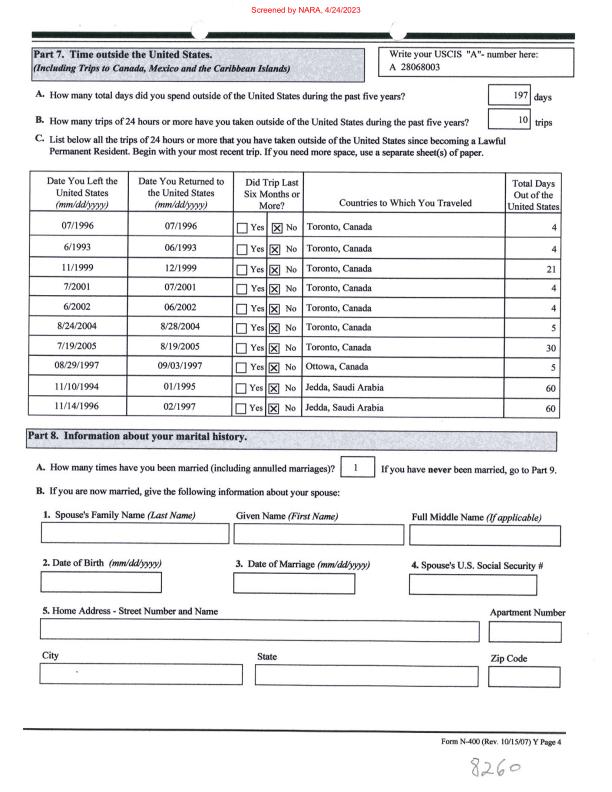 Screened by NARA, 4/24/2023
Part 7. Time outside the United States.
(Including Trips to Canada, Mexico and the Caribbean Islands)
Write your USCIS "A"- number here:
A 28068003
A. How many total days did you spend outside of the United States during the past five years? 197 days
B. How many trips of 24 hours or more have you taken outside of the United States during the past five years? 10 trips
C. List below all the trips of 24 hours or more that you have taken outside of the United States since becoming a Lawful
Permanent Resident. Begin with your most recent trip. If you need more space, use a separate sheet(s) of paper.
Date You Left the United States (mm/dd/yyyy) Date You Returned to the United States (mm/dd/yyyy) Did Trip Last Six Months or More? Countries to Which You Traveled Total Days Out of the United States
07/1996 07/1996 Yes No Toronto, Canada 4
6/1993 06/1993 Yes No Toronto, Canada 4
11/1999 12/1999 Yes No Toronto, Canada 21
7/2001 07/2001 Yes No Toronto, Canada 4
6/2002 06/2002 Yes No Toronto, Canada 4
8/24/2004 8/28/2004 Yes No Toronto, Canada 5
7/19/2005 8/19/2005 Yes No Toronto, Canada 30
08/29/1997 09/03/1997 Yes No Ottowa, Canada 5
11/10/1994 01/1995 Yes No Jedda, Saudi Arabia 60
11/14/1996 02/1997 Yes No Jedda, Saudi Arabia 60
Part 8. Information about your marital history.
A. How many times have you been married (including annulled marriages)? 1 If you have never been married, go to Part 9.
B. If you are now married, give the following information about your spouse:
1. Spouse's Family Name (Last Name) Given Name (First Name) Full Middle Name (If applicable)
2. Date of Birth (mm/dd/yyyy) 3. Date of Marriage (mm/dd/yyyy) 4. Spouse's U.S. Social Security #
5. Home Address - Street Number and Name Apartment Number
City State Zip Code
Form N-400 (Rev. 10/15/07) Y Page 4
8260